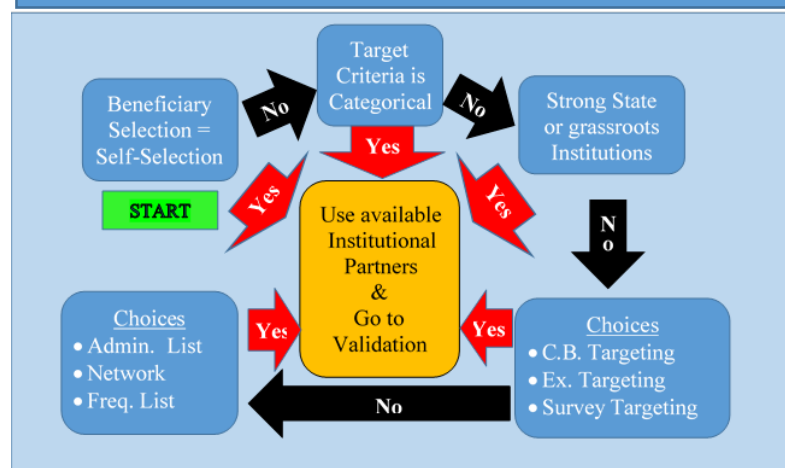 Target
Criteria is
Categorical
Beneficiary
Selection =
Self-Selection
No
No
Strong State
or grassroots
Institutions
Yes
START
Yes
Yes
Use available
Institutional
Partners
&
Go to
Validation
N
o
Choices
• Admin. List
• Network
• Freq. List
Yes
Yes
Choices
• C.B. Targeting
• Ex. Targeting
• Survey Targeting
No